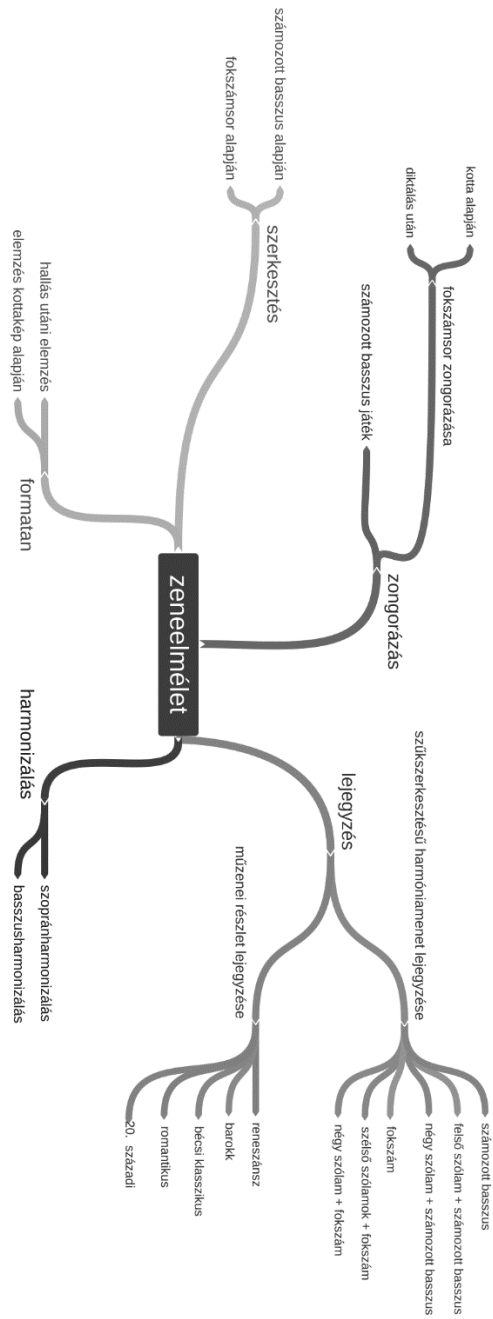 zeneelmélet
szerkesztés
számozott basszus alapján
fokszámsor alapján
formatan
hallás utáni elemzés
elemzés kottakép alapján
zongorázás
fokszámsor zongorázása
kotta alapján
diktálás után
számozott basszus játék
lejegyzés
szűkszerkesztésű harmóniamenet lejegyzése
számozott basszus
felső szólam + számozott basszus
négy szólam + számozott basszus
fokszám
szélső szólamok + fokszám
négy szólam + fokszám
műzenei részlet lejegyzése
reneszánsz
barokk
bécsi klasszikus
romantikus
20. századi
harmonizálás
szopránharmonizálás
basszusharmonizálás